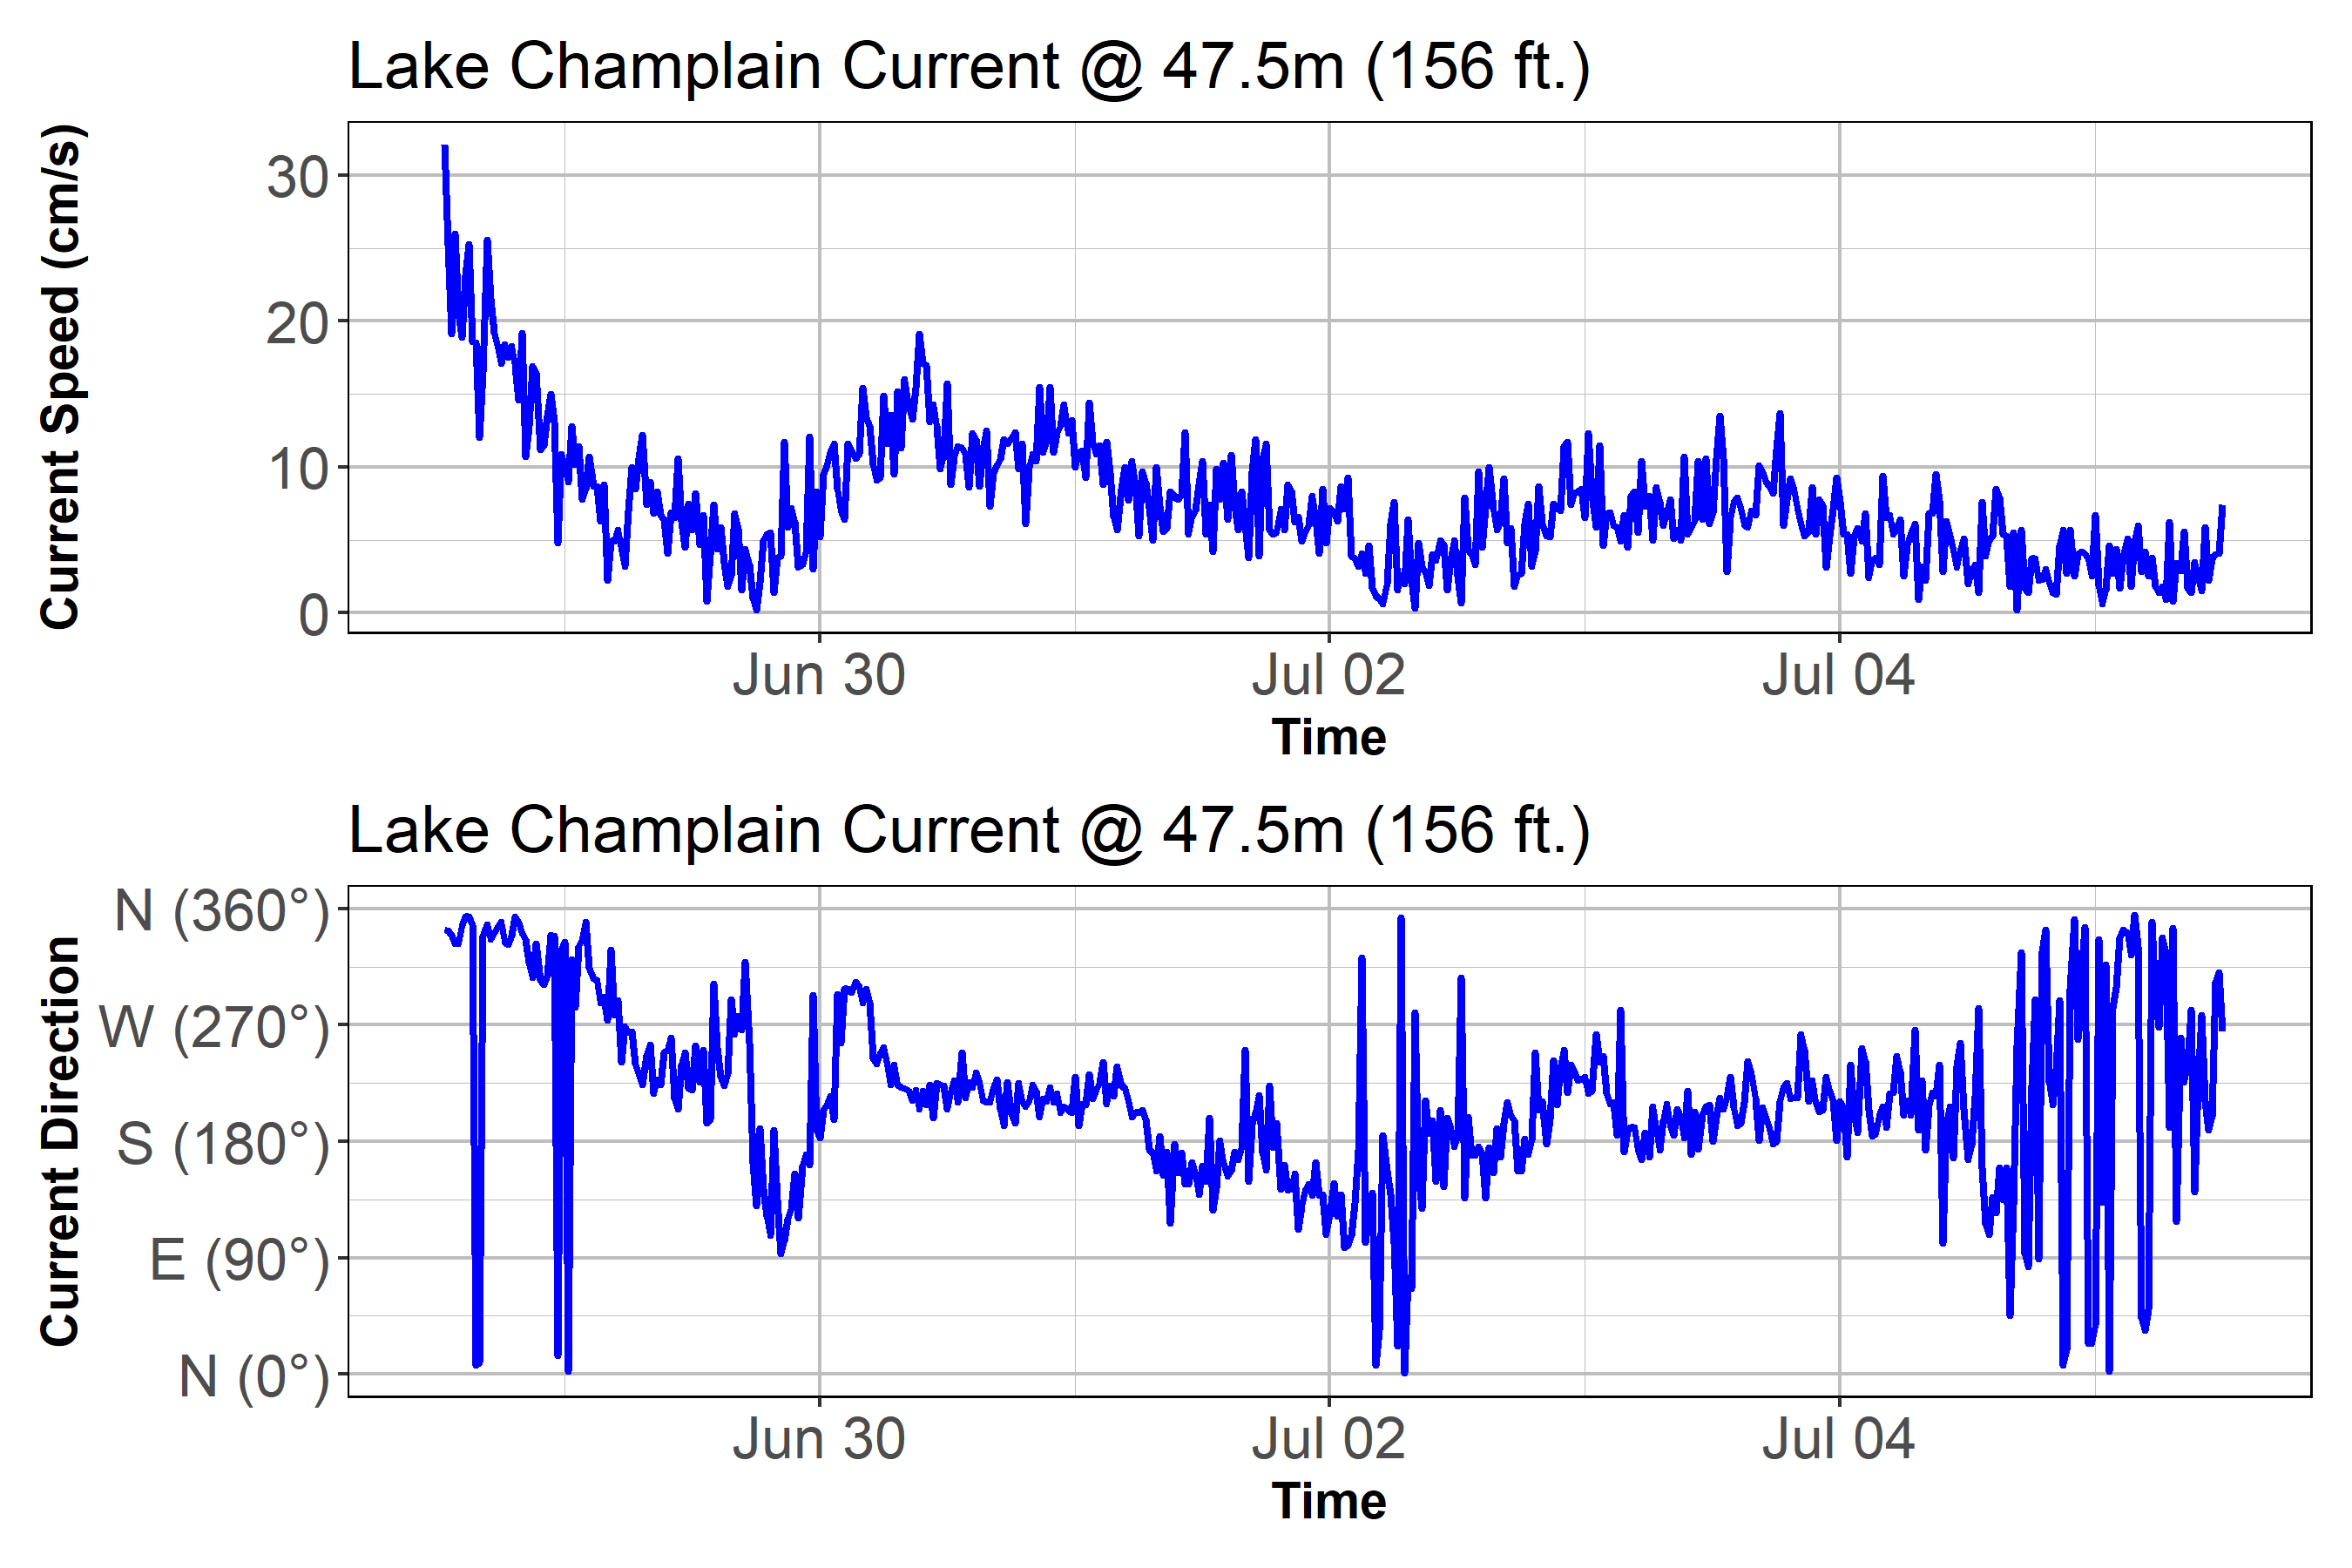 Lake Champlain Current @ 47.5m (156 ft.)
Current Speed (cm/s)
30
20
10
0
Jun 30 Jul 02 Jul 04
Time
Lake Champlain Current @ 47.5m (156 ft.)
Current Direction
N (360°)
W (270°)
S (180°)
E (90°)
N (0°)
Jun 30 Jul 02 Jul 04
Time